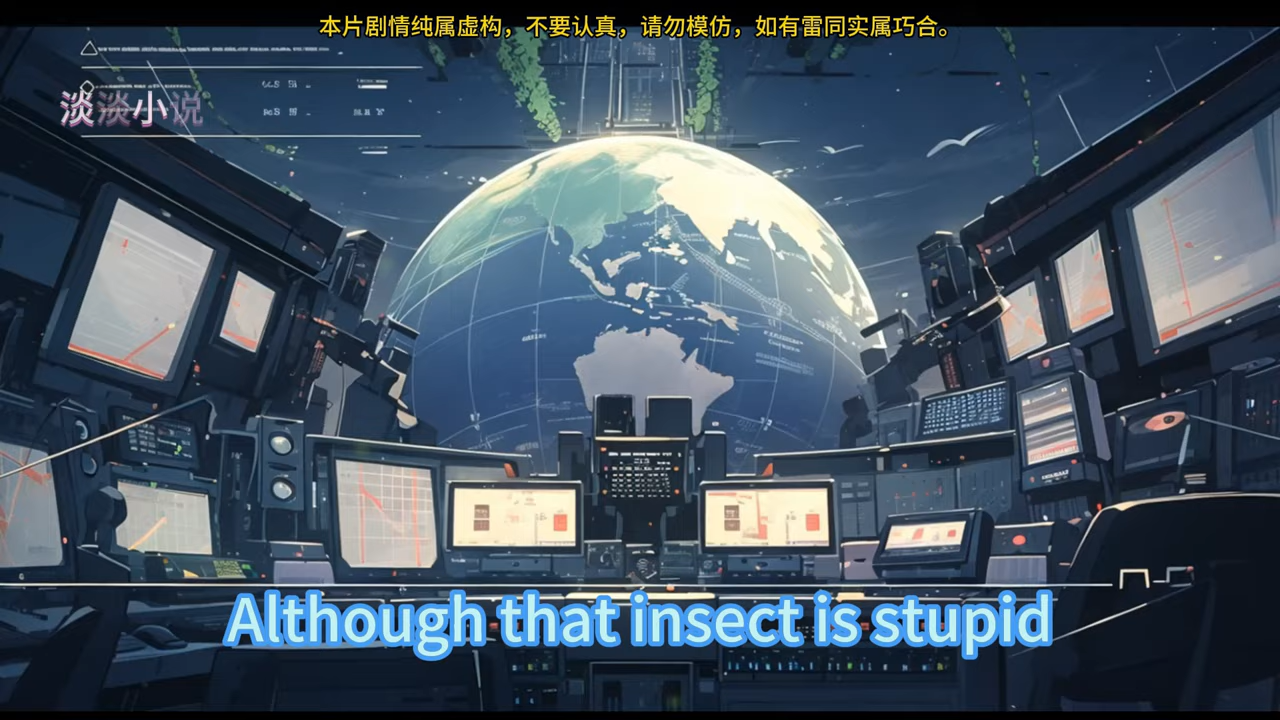 本片剧情纯属虚构，不要认真，请勿模仿，如有雷同实属巧合。
淡淡小说
Although that insect is stupid